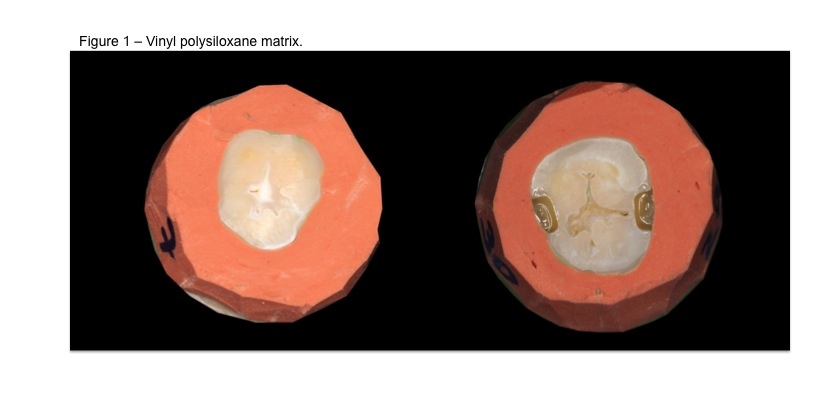 Figure 1 – Vinyl polysiloxane matrix.